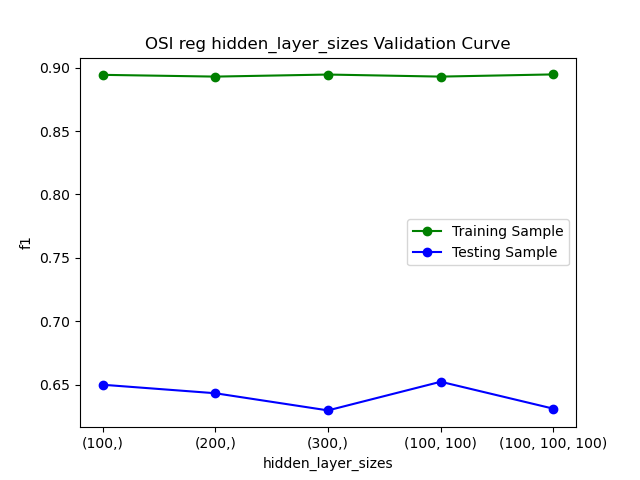 OSI reg hidden_layer_sizes Validation Curve
0.90
0.85
0.80
0.75
0.70
0.65
f1
Training Sample
Testing Sample
(100,) (200,) (300,) (100, 100) (100, 100, 100)
hidden_layer_sizes